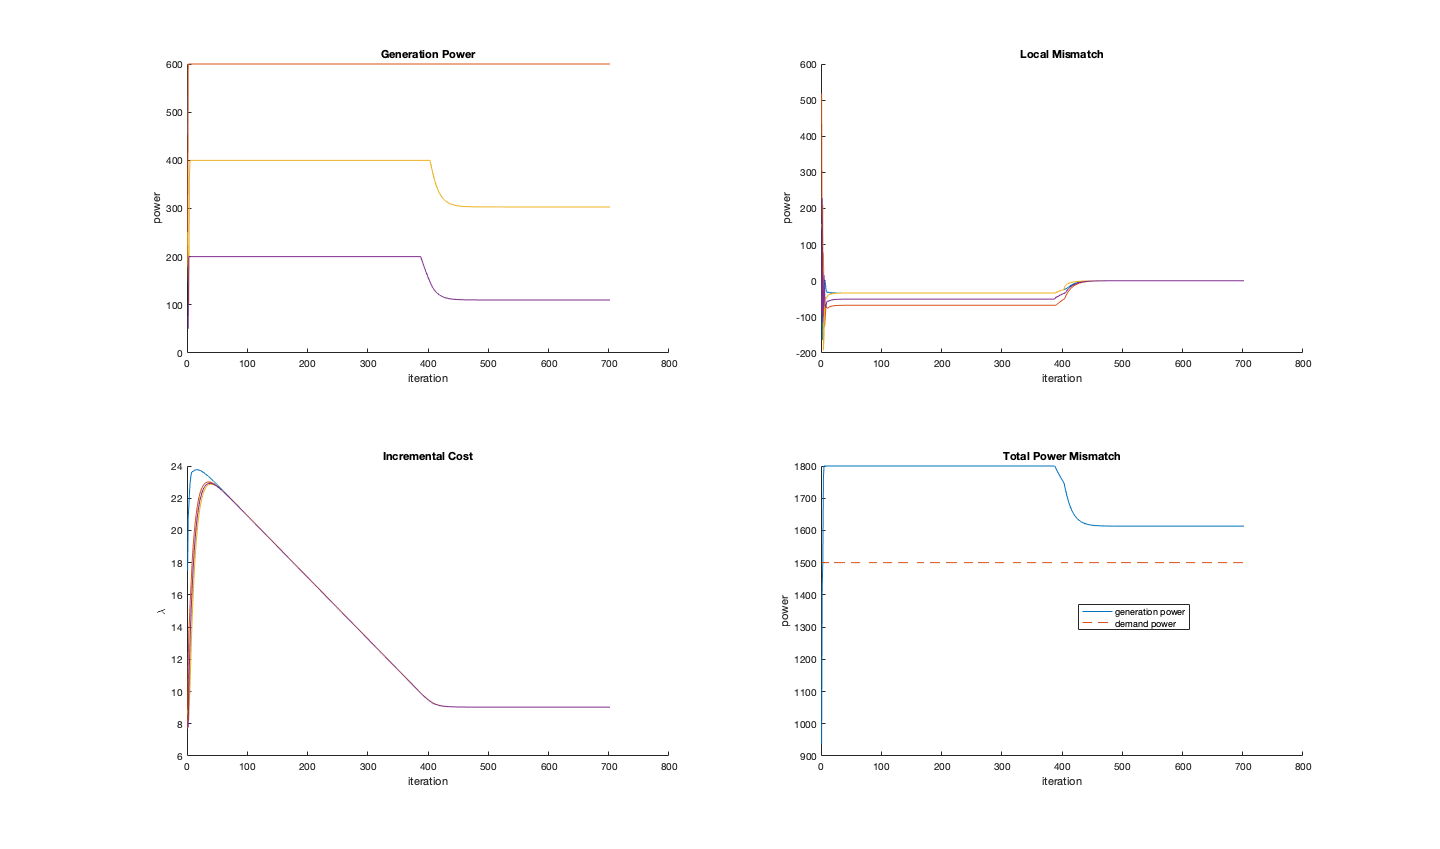 Generation Power
600
500
400
300
200
100
0
power
0 100 200 300 400 500 600 700 800
iteration
Local Mismatch
600
500
400
300
200
100
0
-100
-200
power
0 100 200 300 400 500 600 700 800
iteration
Incremental Cost
24
22
20
18
16
14
12
10
8
6
λ
0 100 200 300 400 500 600 700 800
iteration
Total Power Mismatch
1800
1700
1600
1500
1400
1300
1200
1100
1000
900
power
generation power
demand power
0 100 200 300 400 500 600 700 800
iteration